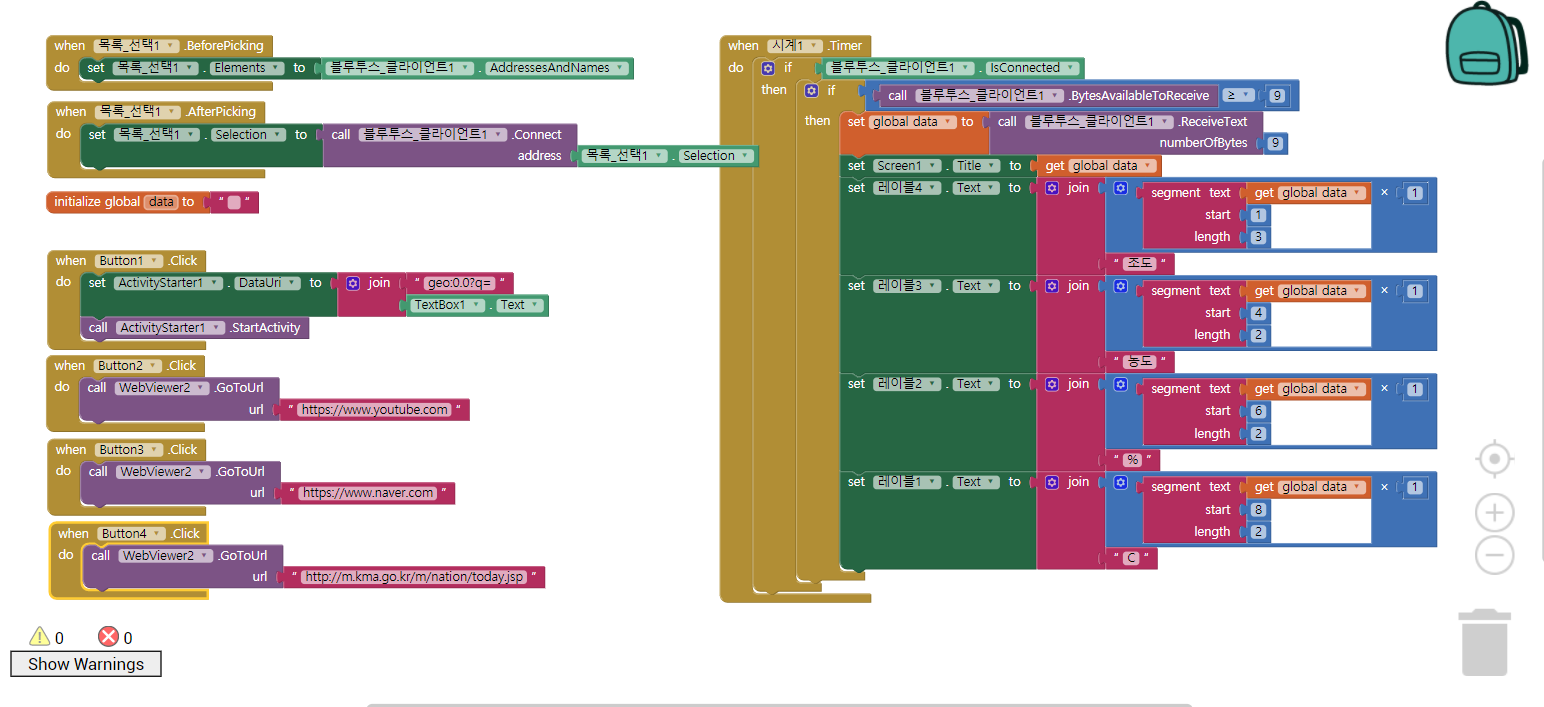 when 목록_선택1 .BeforePicking
do set 목록_선택1 . Elements to 블루투스_클라이언트1 . AddressesAndNames
when 목록_선택1 .AfterPicking
do set 목록_선택1 . Selection to call 블루투스_클라이언트1 .Connect
address 목록_선택1 . Selection
initialize global data to " "
when Button1 .Click
do set ActivityStarter1 . DataUri to join " geo:0.0?q= "
TextBox1 . Text
call ActivityStarter1 .StartActivity
when Button2 .Click
do call WebViewer2 .GoToUrl
url " https://www.youtube.com "
when Button3 .Click
do call WebViewer2 .GoToUrl
url " https://www.naver.com "
when Button4 .Click
do call WebViewer2 .GoToUrl
url " http://m.kma.go.kr/m/nation/today.jsp "
0 0
Show Warnings
when 시계1 .Timer
do if 블루투스_클라이언트1 . IsConnected
then if call 블루투스_클라이언트1 .BytesAvailableToReceive ≥ 9
then set global data to call 블루투스_클라이언트1 .ReceiveText
numberOfBytes 9
set Screen1 . Title to get global data
set 레이블4 . Text to join segment text get global data × 1
start 1
length 3
" 조도 "
set 레이블3 . Text to join segment text get global data × 1
start 4
length 2
" 농도 "
set 레이블2 . Text to join segment text get global data × 1
start 6
length 2
" % "
set 레이블1 . Text to join segment text get global data × 1
start 8
length 2
" C "